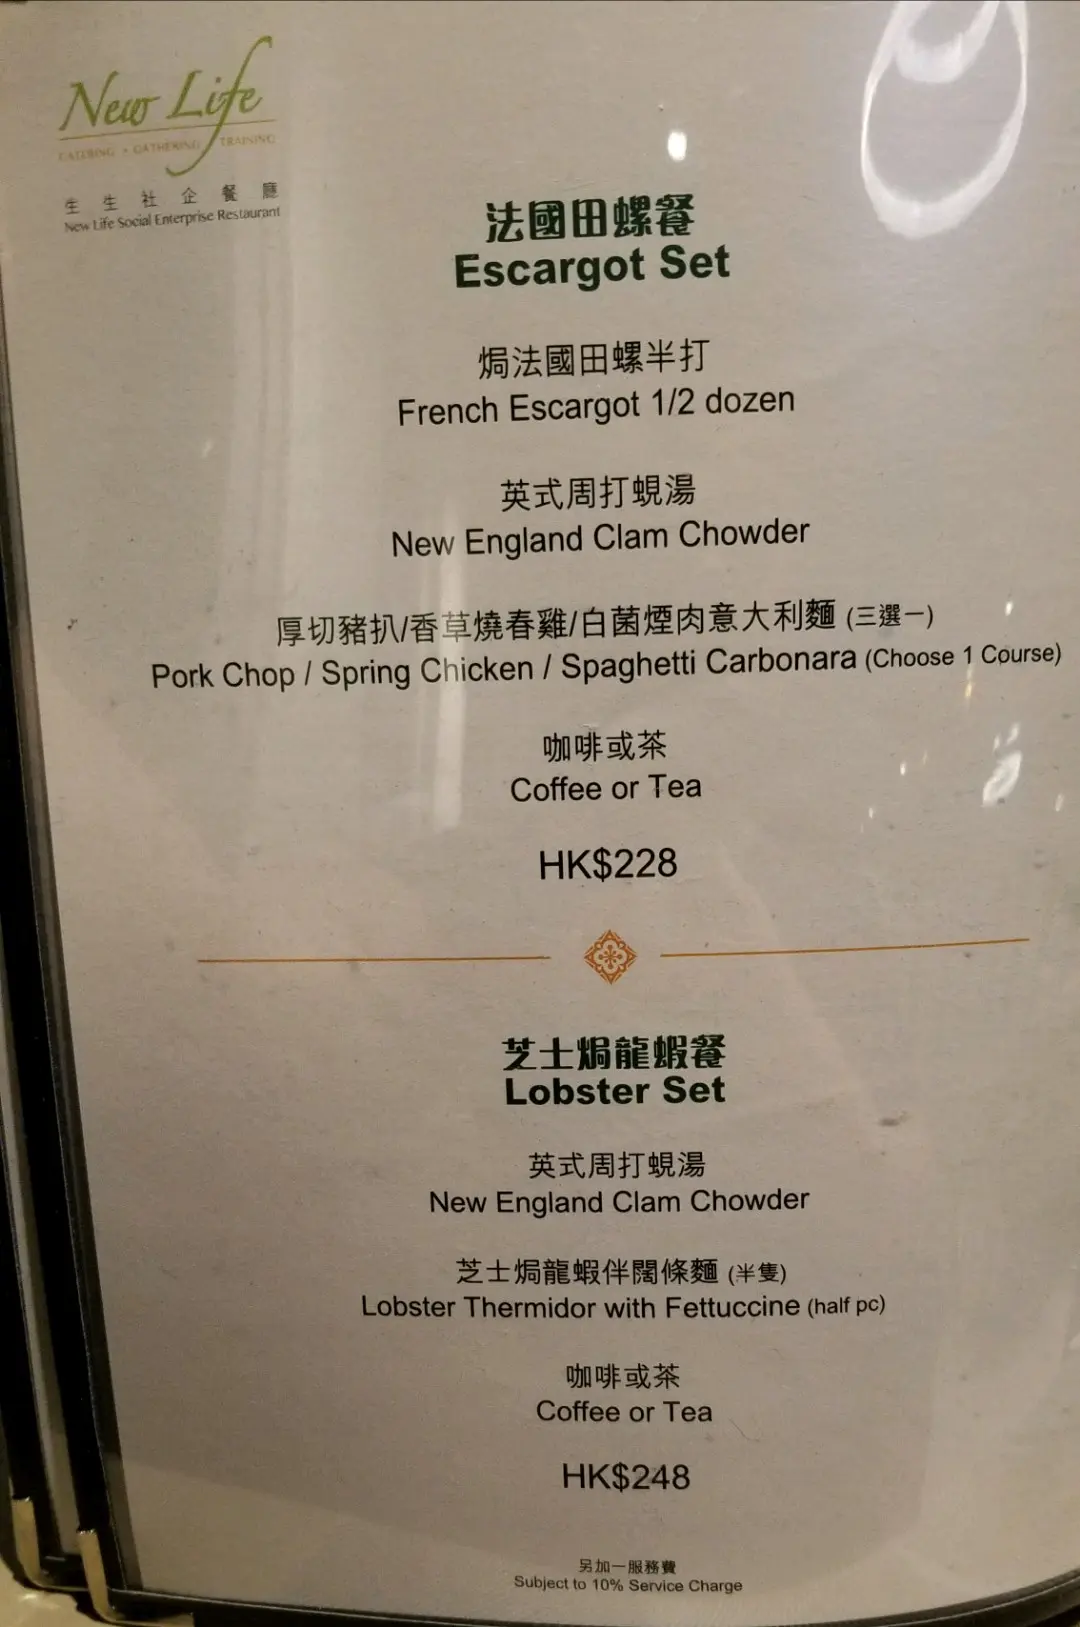 New Life
CATERING • GATHERING TRAINING
生生社企餐廳
New Life Social Enterprise Restaurant
法國田螺餐
Escargot Set
焗法國田螺半打
French Escargot 1/2 dozen
英式周打蜆湯
New England Clam Chowder
厚切豬扒/香草燒春雞/白菌煙肉意大利麵 (三選一)
Pork Chop / Spring Chicken / Spaghetti Carbonara (Choose 1 Course)
咖啡或茶
Coffee or Tea
HK$228
芝士焗龍蝦餐
Lobster Set
英式周打蜆湯
New England Clam Chowder
芝士焗龍蝦伴闊條麵 (半隻)
Lobster Thermidor with Fettuccine (half pc)
咖啡或茶
Coffee or Tea
HK$248
另加一服務費
Subject to 10% Service Charge